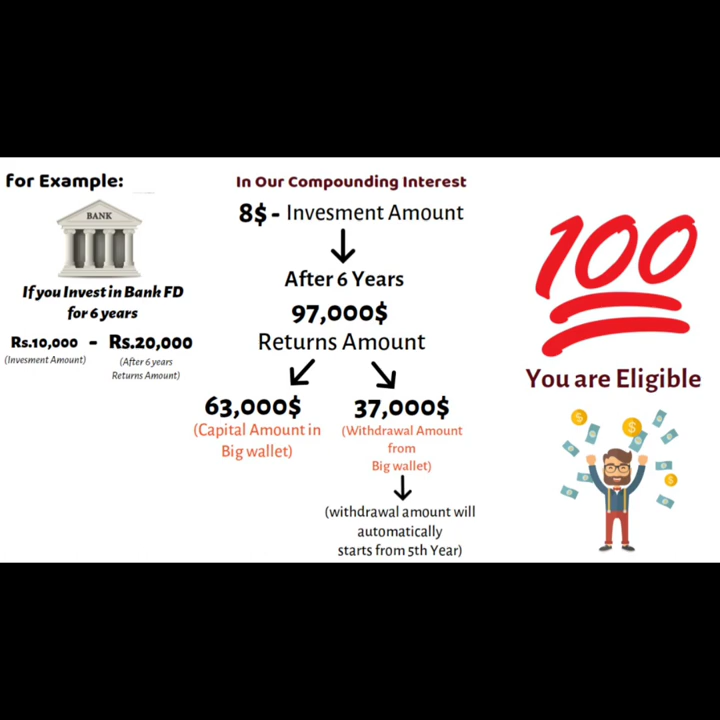 for Example:
BANK
If you Invest in Bank FD
for 6 years
Rs.10,000 - Rs.20,000
(Invesment Amount)
(After 6 years
Returns Amount)
In Our Compounding Interest
8$ - Invesment Amount
After 6 Years
97,000$
Returns Amount
63,000$
(Capital Amount in
Big wallet)
37,000$
(Withdrawal Amount
from
Big wallet)
(withdrawal amount will
automatically
starts from 5th Year)
100
You are Eligible